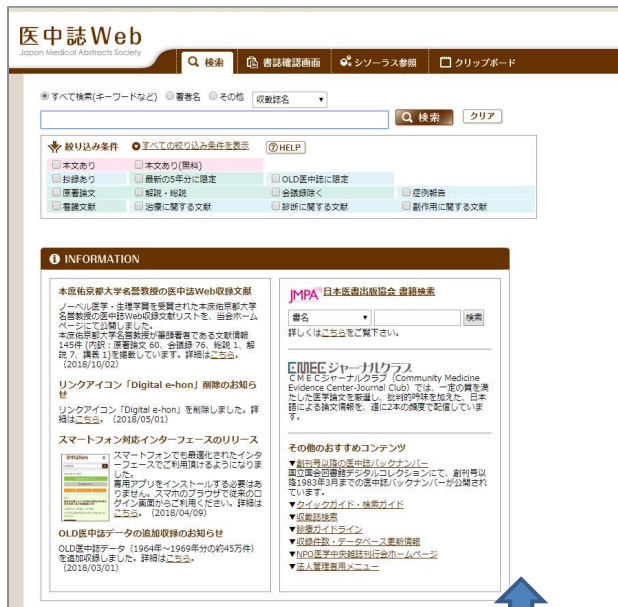 医中誌Web
Japan Medical Abstracts Society
検索
書誌確認画面
シソーラス参照
クリップボード
すべて検索(キーワードなど) 著者名 その他 収載誌名
検索 クリア
絞り込み条件 すべての絞り込み条件を表示 HELP
本文あり 本文あり(無料)
抄録あり 最新の5年分に限定 OLD医中誌に限定
原著論文 解説・総説 会議録除く 症例報告
看護文献 治療に関する文献 診断に関する文献 副作用に関する文献
INFORMATION
本庶佑京都大学名誉教授の医中誌Web収録文献
ノーベル医学・生理学賞を受賞された本庶佑京都大学
名誉教授の医中誌Web収録文献リストを、当会ホーム
ページにて公開しました。
本庶佑京都大学名誉教授が筆頭著者である文献情報
145件 (内訳：原著論文 60、会議録 76、総説 1、解
説 7、講義 1)を掲載しています。詳細はこちら。
(2018/10/02)
リンクアイコン「Digital e-hon」削除のお知ら
せ
リンクアイコン「Digital e-hon」を削除しました。詳
細はこちら。 (2018/05/01)
スマートフォン対応インターフェースのリリース
スマートフォンでも最適化されたインタ
ーフェースでご利用頂けるようになりま
した。
専用アプリをインストールする必要はあ
りません。スマホのブラウザで従来のロ
グイン画面からご利用ください。詳細は
こちら。 (2018/04/09)
OLD医中誌データの追加収録のお知らせ
OLD医中誌データ（1964年～1969年分の約45万件）
を追加収録しました。詳細はこちら。
(2018/03/01)
JMPA 日本医書出版協会 書籍検索
書名 検索
詳しくはこちらをご覧下さい。
CMEC ジャーナルクラブ
CMECジャーナルクラブ（Community Medicine
Evidence Center-Journal Club）では、一定の質を満
たした医学論文を厳選し、批判的吟味を加えた、日本
語による論文情報を、週に2本の頻度で配信していま
す。
その他のおすすめコンテンツ
▼創刊号以降の医中誌バックナンバー
国立国会図書館デジタルコレクションにて、創刊号以
降1983年3月までの医中誌バックナンバーが公開され
ています。
▼クイックガイド・検索ガイド
▼収載誌検索
▼診療ガイドライン
▼収録件数・データベース更新情報
▼NPO医学中央雑誌刊行会ホームページ
▼法人管理者用メニュー